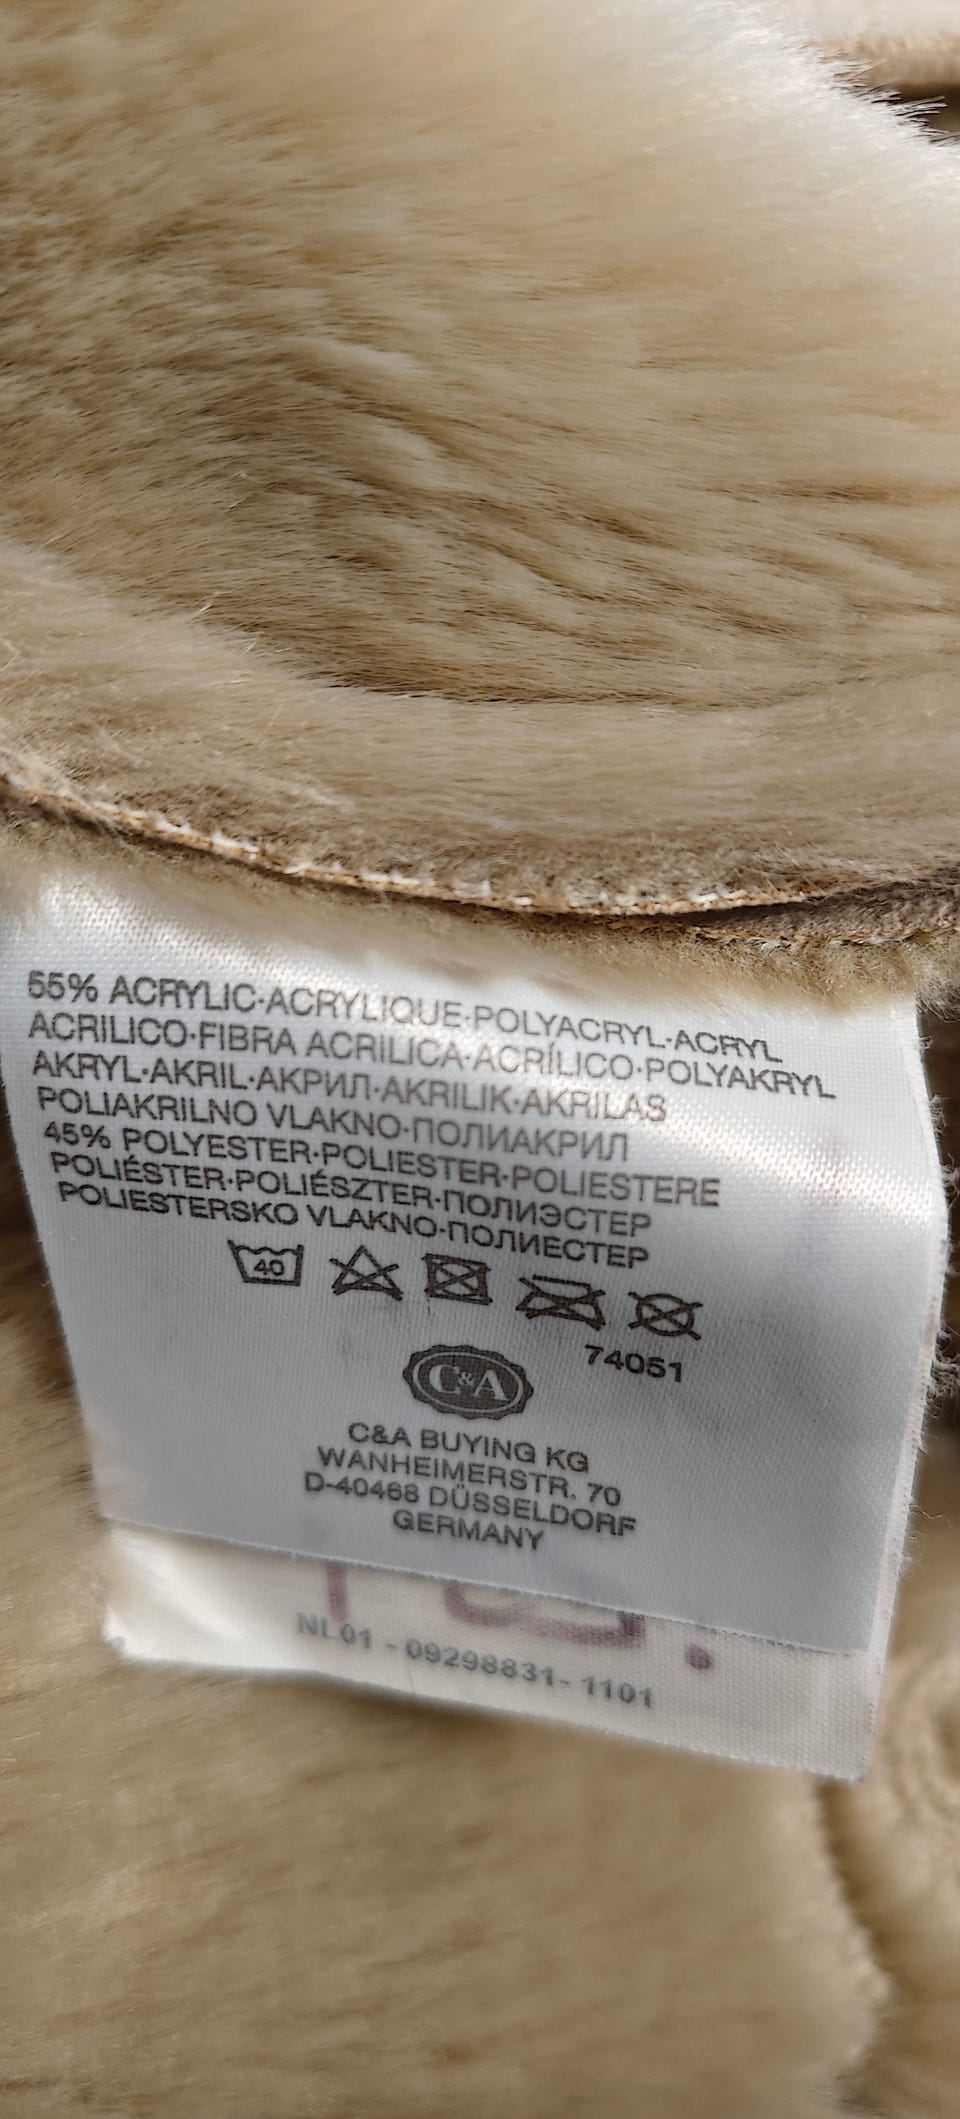 55% ACRYLIC·ACRYLIQUE·POLYACRYL·ACRYL
ACRILICO·FIBRA ACRILICA·ACRÍLICO·POLYAKRYL
AKRYL·AKRIL·АКРИЛ·AKRILIK·AKRILAS
POLIAKRILNO VLAKNO·ПОЛИАКРИЛ
45% POLYESTER·POLIESTER·POLIESTERE
POLIÉSTER·POLIÉSZTER·ПОЛИЭСТЕР
POLIESTERSKO VLAKNO·ПОЛИЕСТЕР
40
74051
C&A
C&A BUYING KG
WANHEIMERSTR. 70
D-40468 DÜSSELDORF
GERMANY
NL01 - 09298831- 1101